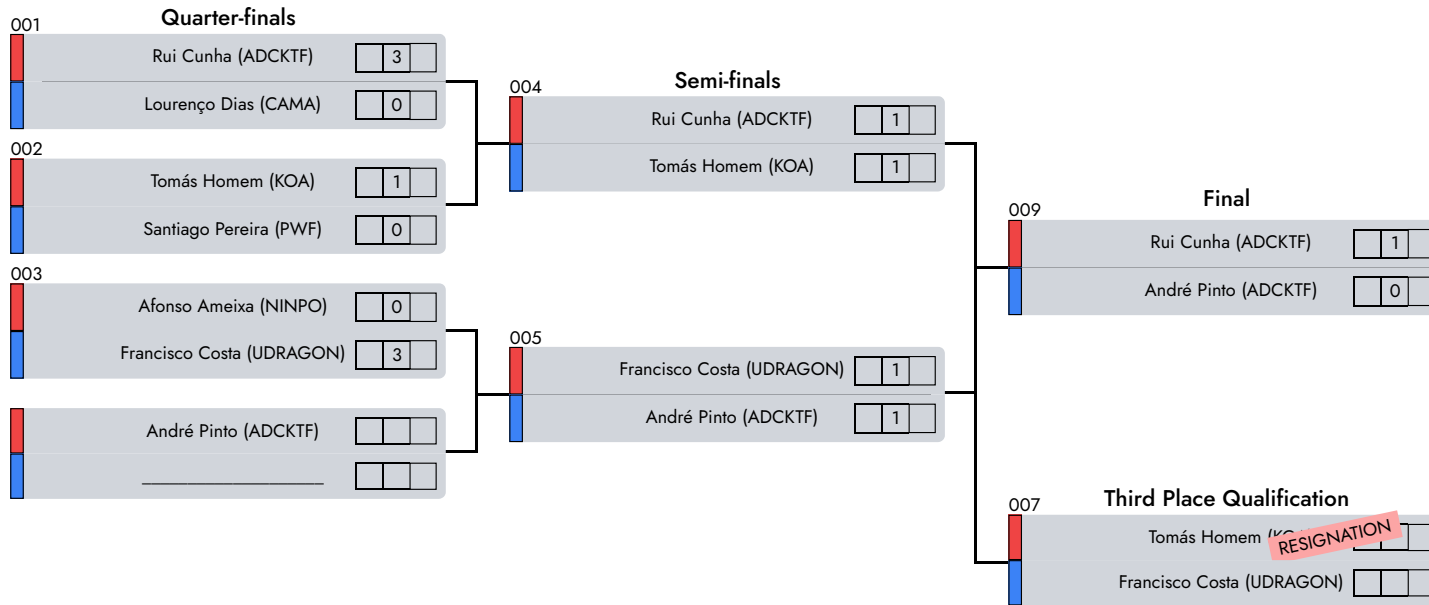 Quarter-finals
001
Rui Cunha (ADCKTF) 3
Lourenço Dias (CAMA) 0
002
Tomás Homem (KOA) 1
Santiago Pereira (PWF) 0
003
Afonso Ameixa (NINPO) 0
Francisco Costa (UDRAGON) 3
André Pinto (ADCKTF)
____________________
Semi-finals
004
Rui Cunha (ADCKTF) 1
Tomás Homem (KOA) 1
005
Francisco Costa (UDRAGON) 1
André Pinto (ADCKTF) 1
Final
009
Rui Cunha (ADCKTF) 1
André Pinto (ADCKTF) 0
Third Place Qualification
007
Tomás Homem
RESIGNATION
Francisco Costa (UDRAGON)